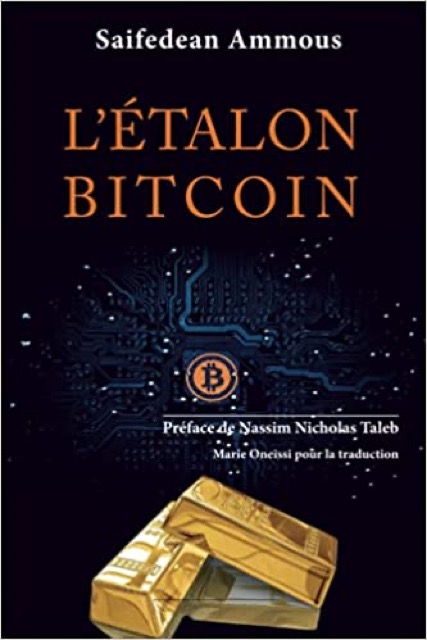 Saifedean Ammous
L'ÉTALON
BITCOIN
Préface de Nassim Nicholas Taleb
Marie Oneissi pour la traduction